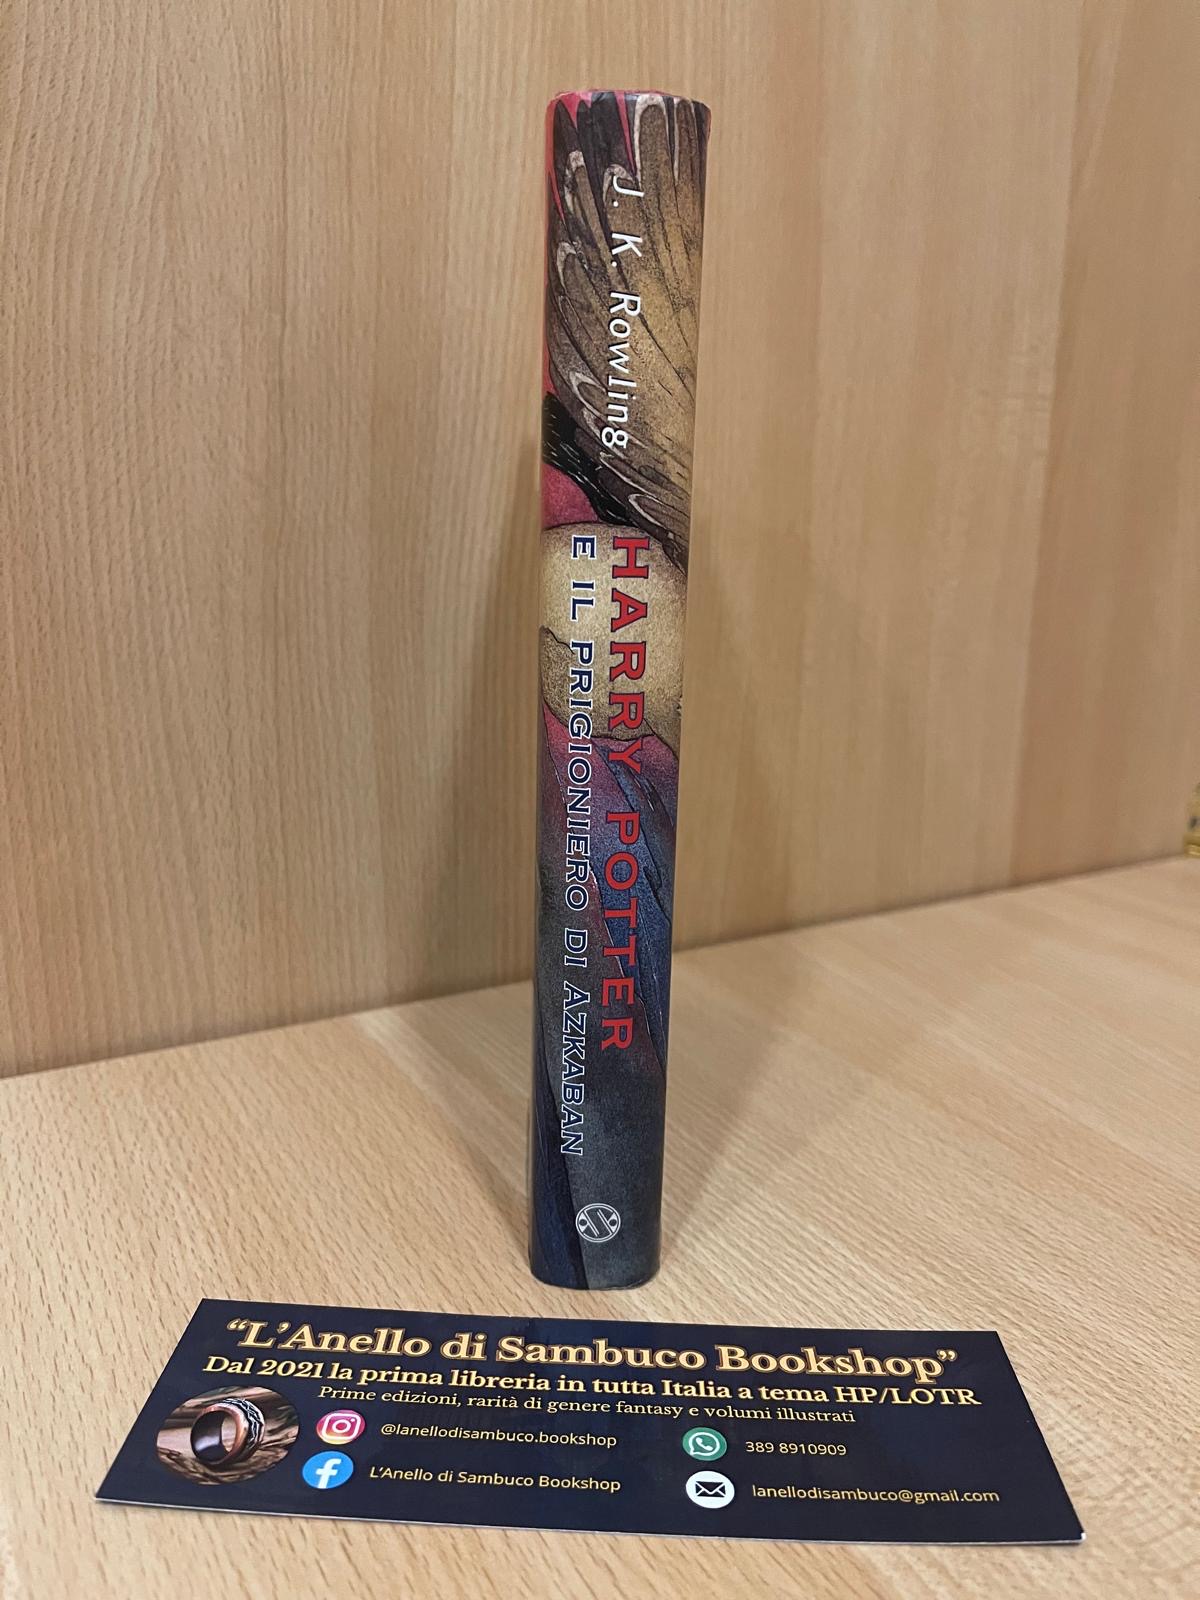 J. K. Rowling
HARRY POTTER
E IL PRIGIONIERO DI AZKABAN
“L’Anello di Sambuco Bookshop”
Dal 2021 la prima libreria in tutta Italia a tema HP/LOTR
Prime edizioni, rarità di genere fantasy e volumi illustrati
@lanellodisambuco.bookshop
389 8910909
L’Anello di Sambuco Bookshop
lanellodisambuco@gmail.com